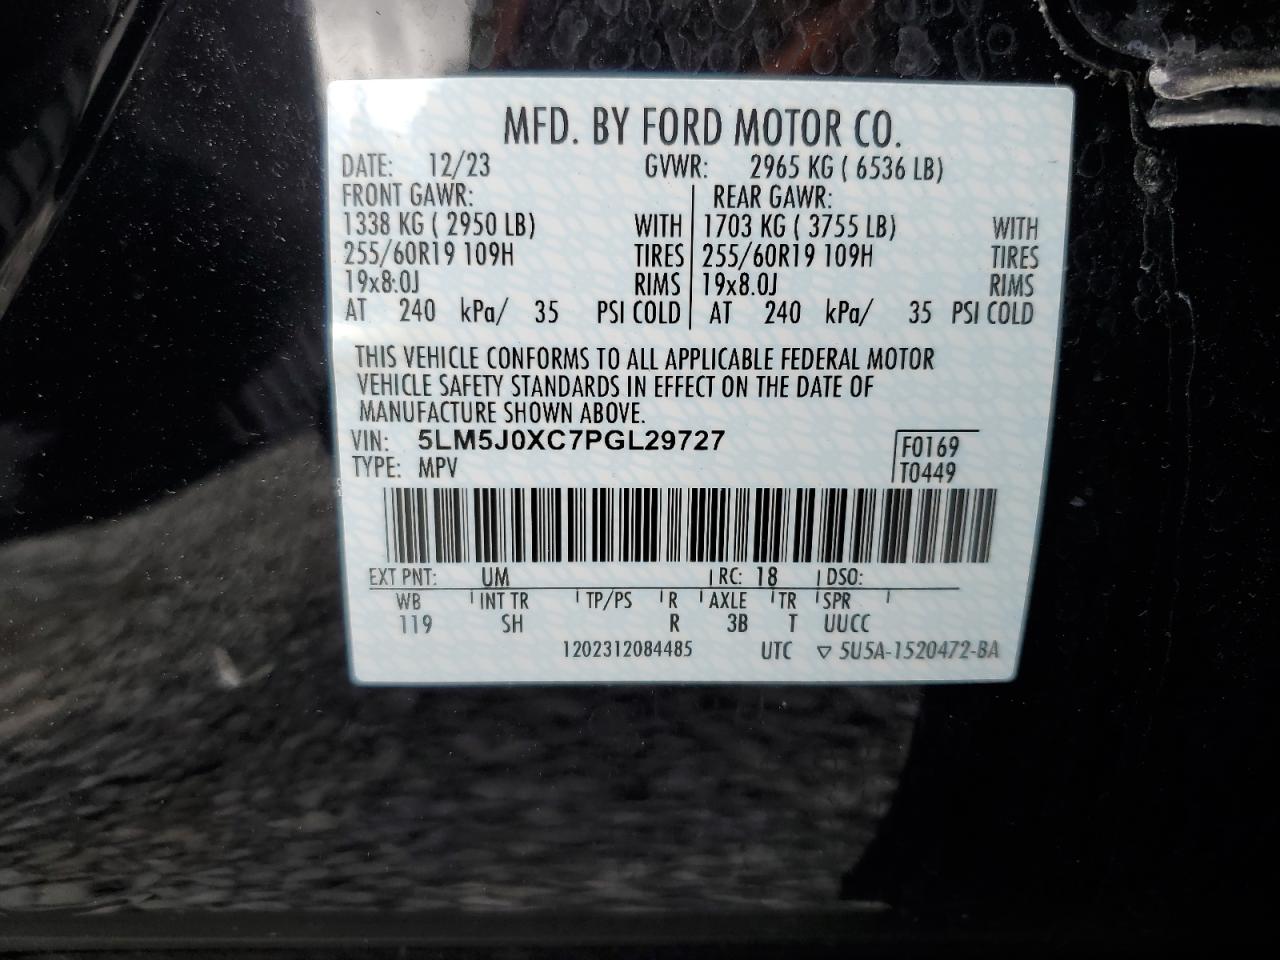 MFD. BY FORD MOTOR CO.
DATE: 12/23 GVWR: 2965 KG ( 6536 LB)
FRONT GAWR: REAR GAWR:
1338 KG ( 2950 LB) WITH 1703 KG ( 3755 LB) WITH
255/60R19 109H TIRES 255/60R19 109H TIRES
19x8.0J RIMS 19x8.0J RIMS
AT 240 kPa/ 35 PSI COLD AT 240 kPa/ 35 PSI COLD
THIS VEHICLE CONFORMS TO ALL APPLICABLE FEDERAL MOTOR
VEHICLE SAFETY STANDARDS IN EFFECT ON THE DATE OF
MANUFACTURE SHOWN ABOVE.
VIN: 5LM5J0XC7PGL29727 F0169
TYPE: MPV T0449
EXT PNT: UM RC: 18 DSO:
WB INT TR TP/PS R AXLE TR SPR
119 SH R 3B T UUCC
1202312084485 UTC ▽ 5U5A-1520472-BA